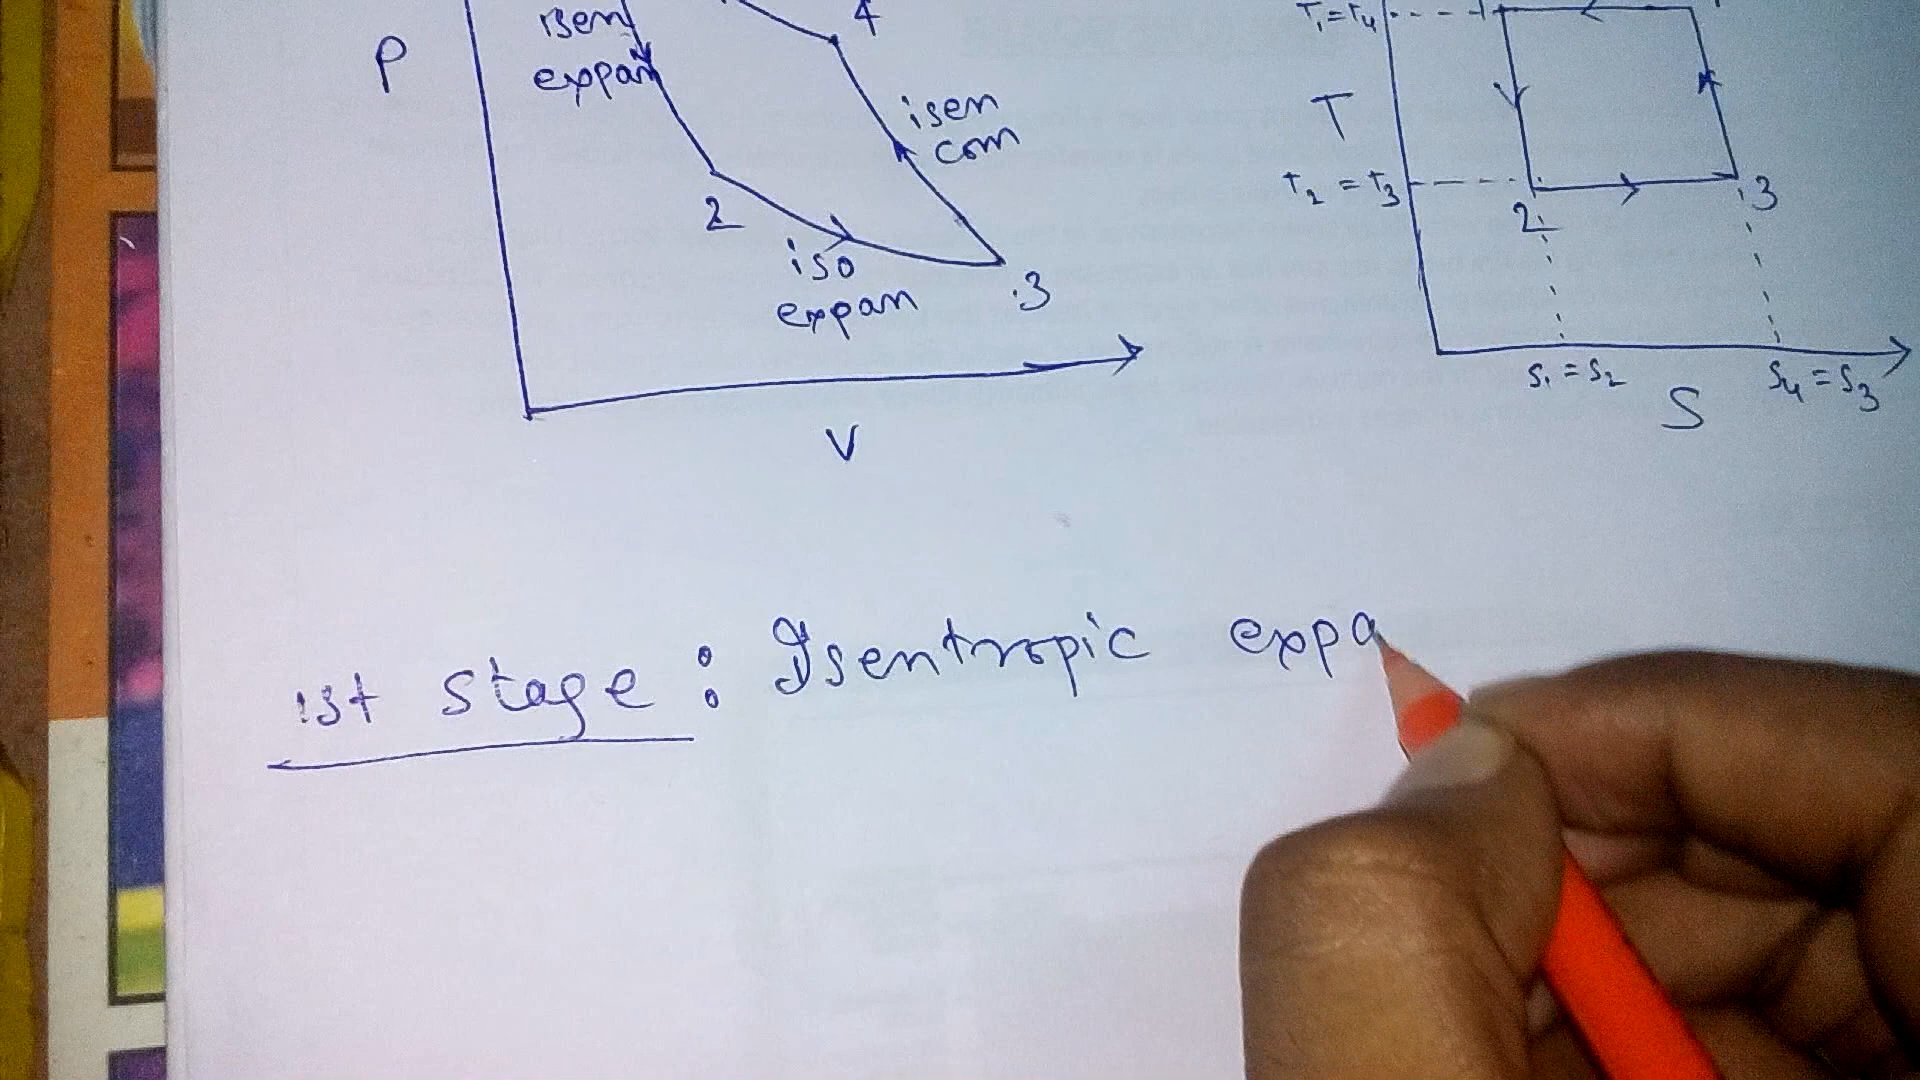 P
isen
expan
4
isen
com
2
iso
expan
3
V
T₁=T₄
T
T₂ = T₃
2
3
S₁ = S₂
S₄ = S₃
S
1st stage : Isentropic expa